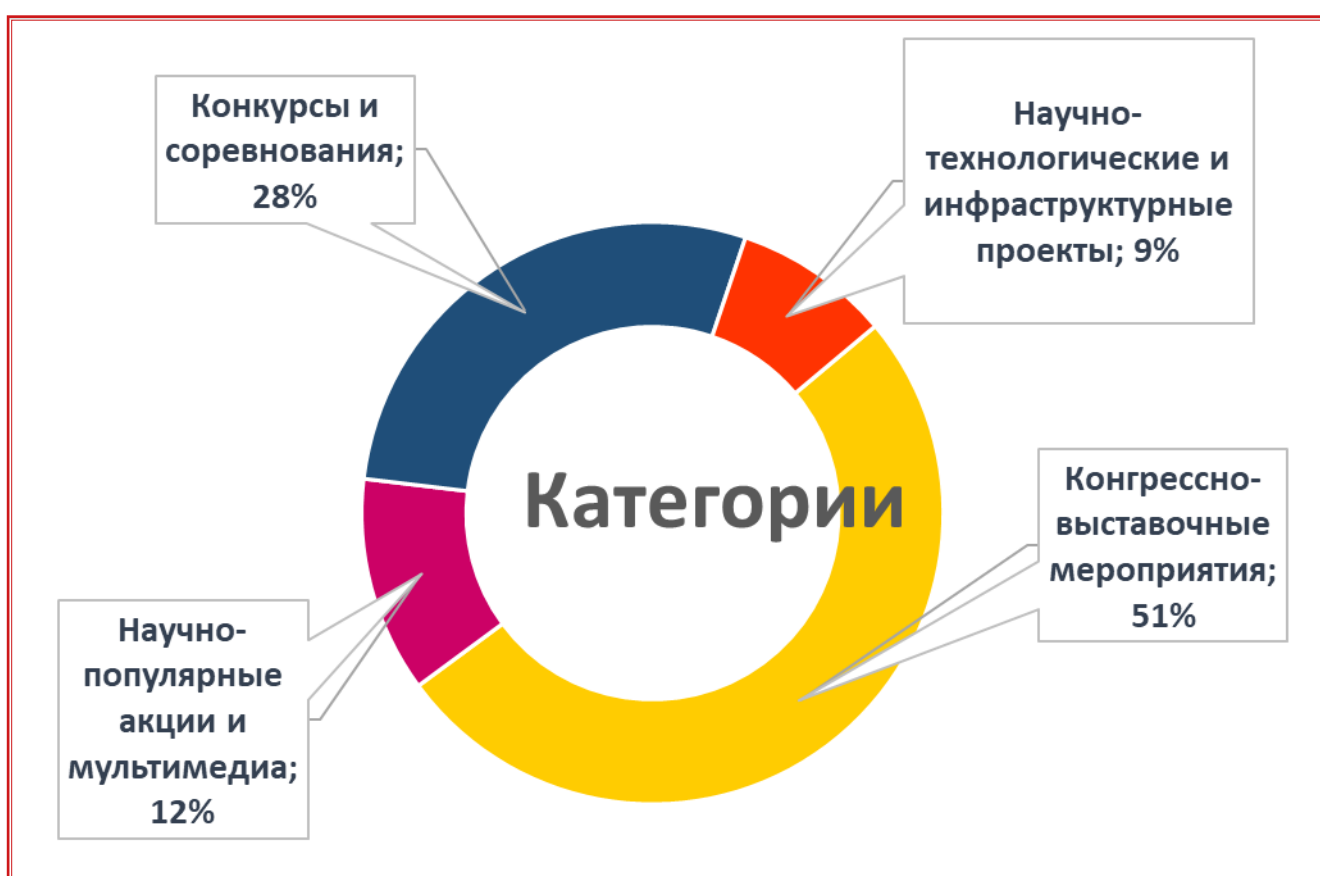 Конкурсы и
соревнования;
28%
Научно-
технологические и
инфраструктурные
проекты; 9%
Категории
Конгрессно-
выставочные
мероприятия;
51%
Научно-
популярные
акции и
мультимедиа;
12%